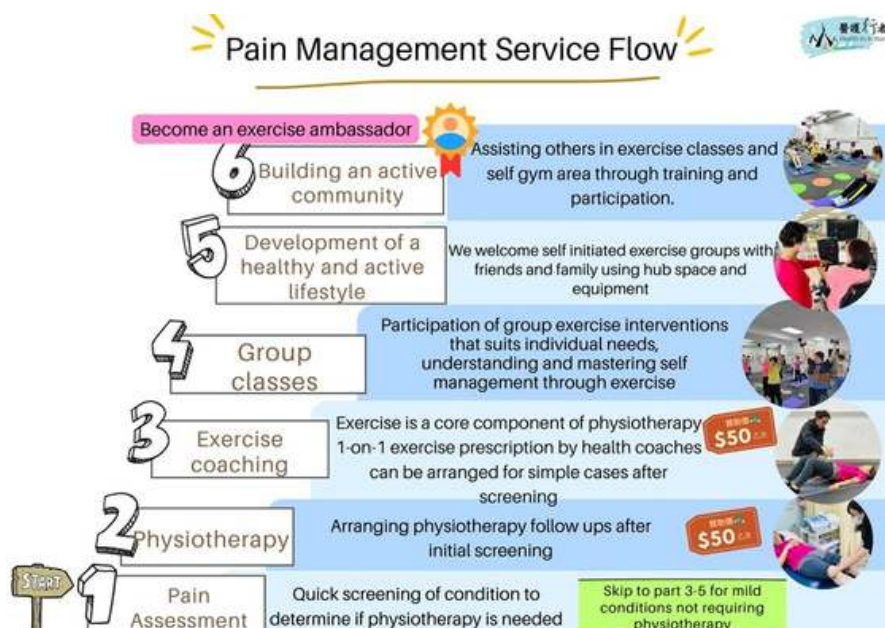 Pain Management Service Flow
醫護行者
Become an exercise ambassador
6
Building an active
community
Assisting others in exercise classes and
self gym area through training and
participation.
5
Development of a
healthy and active
lifestyle
We welcome self initiated exercise groups with
friends and family using hub space and
equipment
4
Group
classes
Participation of group exercise interventions
that suits individual needs,
understanding and mastering self
management through exercise
3
Exercise
coaching
Exercise is a core component of physiotherapy
1-on-1 exercise prescription by health coaches
can be arranged for simple cases after
screening
$50
2
Physiotherapy
Arranging physiotherapy follow ups after
initial screening
$50
START
1
Pain
Assessment
Quick screening of condition to
determine if physiotherapy is needed
Skip to part 3-5 for mild
conditions not requiring
physiotherapy